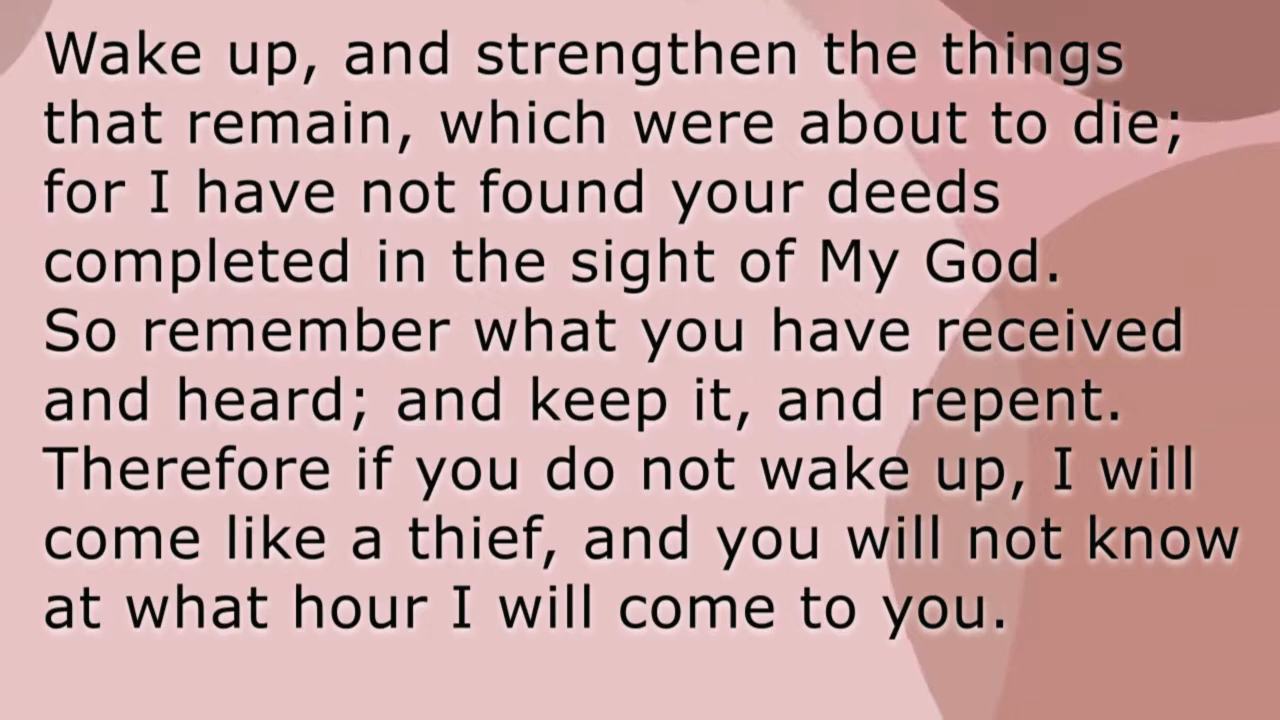 Wake up, and strengthen the things
that remain, which were about to die;
for I have not found your deeds
completed in the sight of My God.
So remember what you have received
and heard; and keep it, and repent.
Therefore if you do not wake up, I will
come like a thief, and you will not know
at what hour I will come to you.